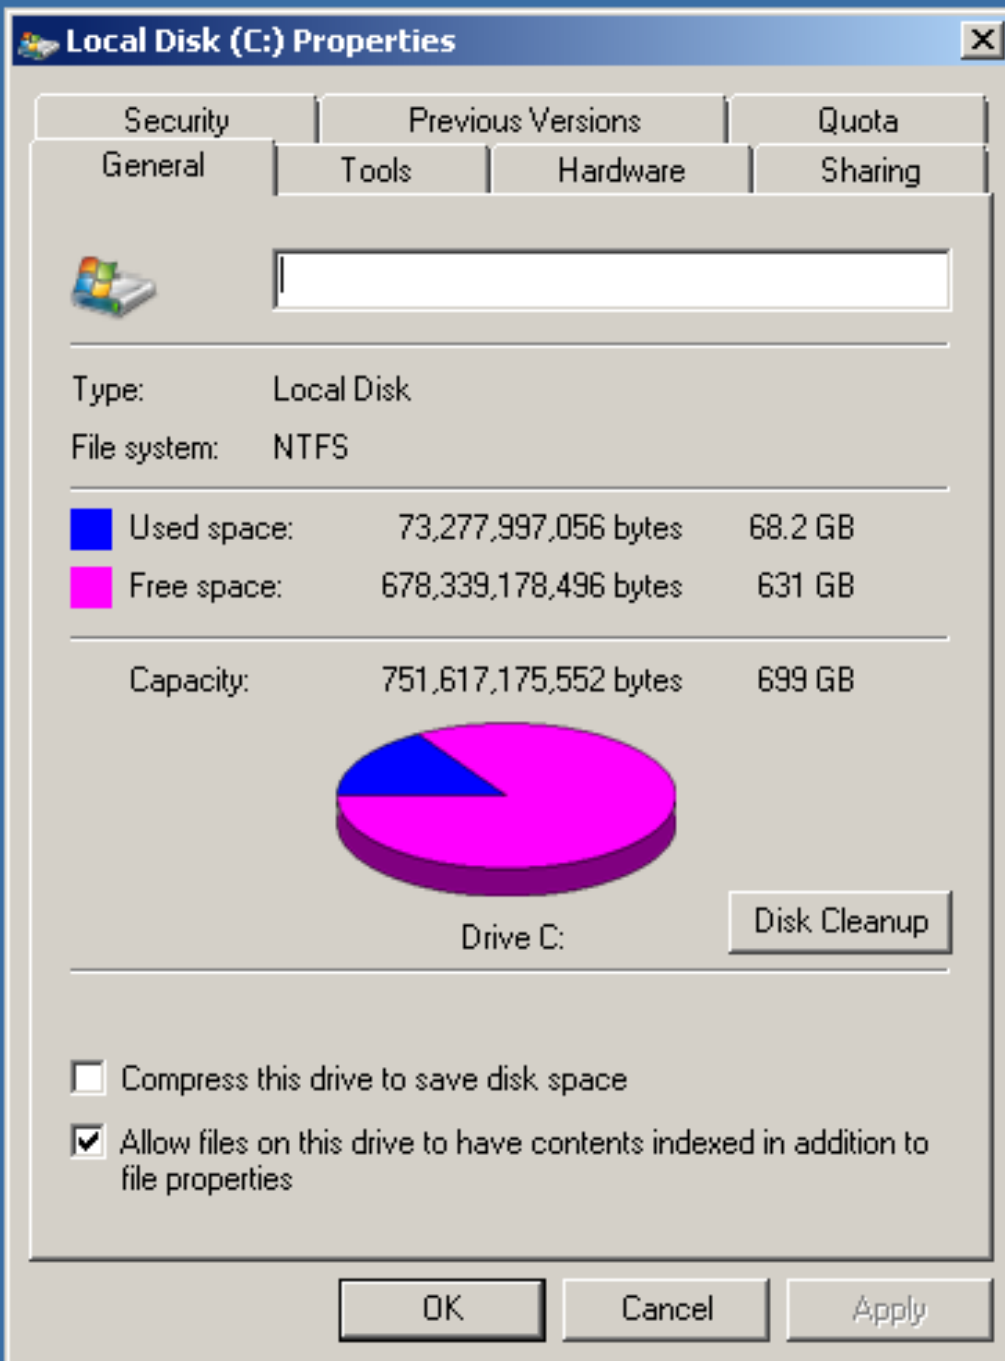 Local Disk (C:) Properties
Security Previous Versions Quota
General Tools Hardware Sharing
Type: Local Disk
File system: NTFS
Used space: 73,277,997,056 bytes 68.2 GB
Free space: 678,339,178,496 bytes 631 GB
Capacity: 751,617,175,552 bytes 699 GB
Drive C:
Disk Cleanup
Compress this drive to save disk space
Allow files on this drive to have contents indexed in addition to
file properties
OK Cancel Apply